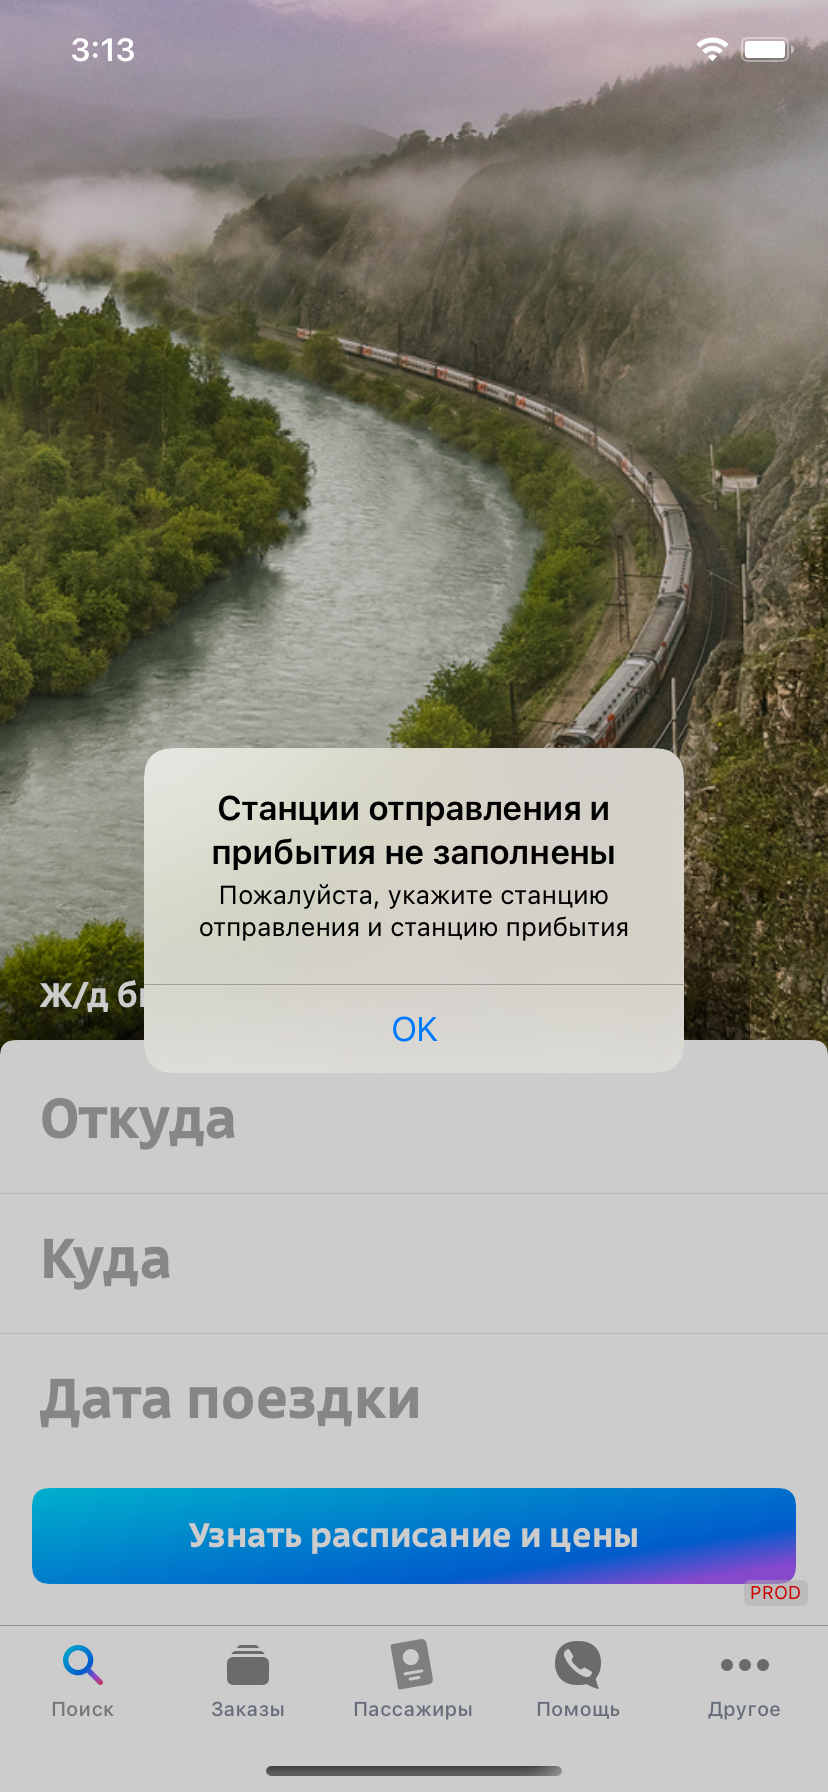 3:13
Станции отправления и
прибытия не заполнены
Пожалуйста, укажите станцию
отправления и станцию прибытия
OK
Ж/д
Откуда
Куда
Дата поездки
Узнать расписание и цены
PROD
Поиск
Заказы
Пассажиры
Помощь
Другое